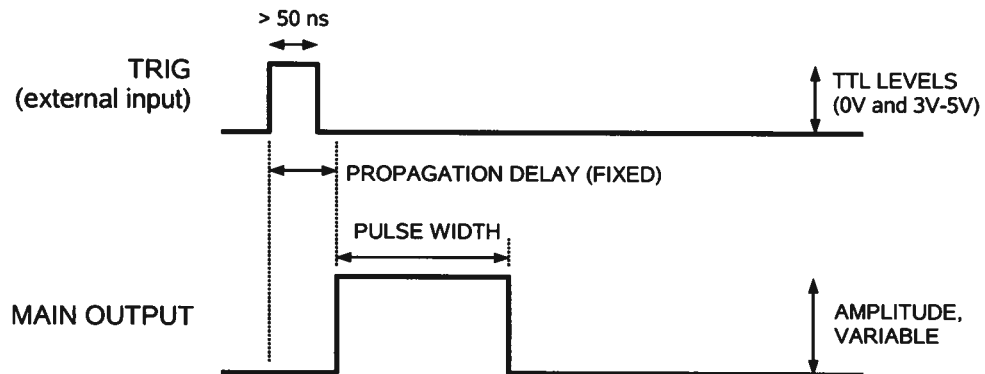 > 50 ns
TRIG
(external input)
TTL LEVELS
(0V and 3V-5V)
PROPAGATION DELAY (FIXED)
PULSE WIDTH
MAIN OUTPUT
AMPLITUDE,
VARIABLE